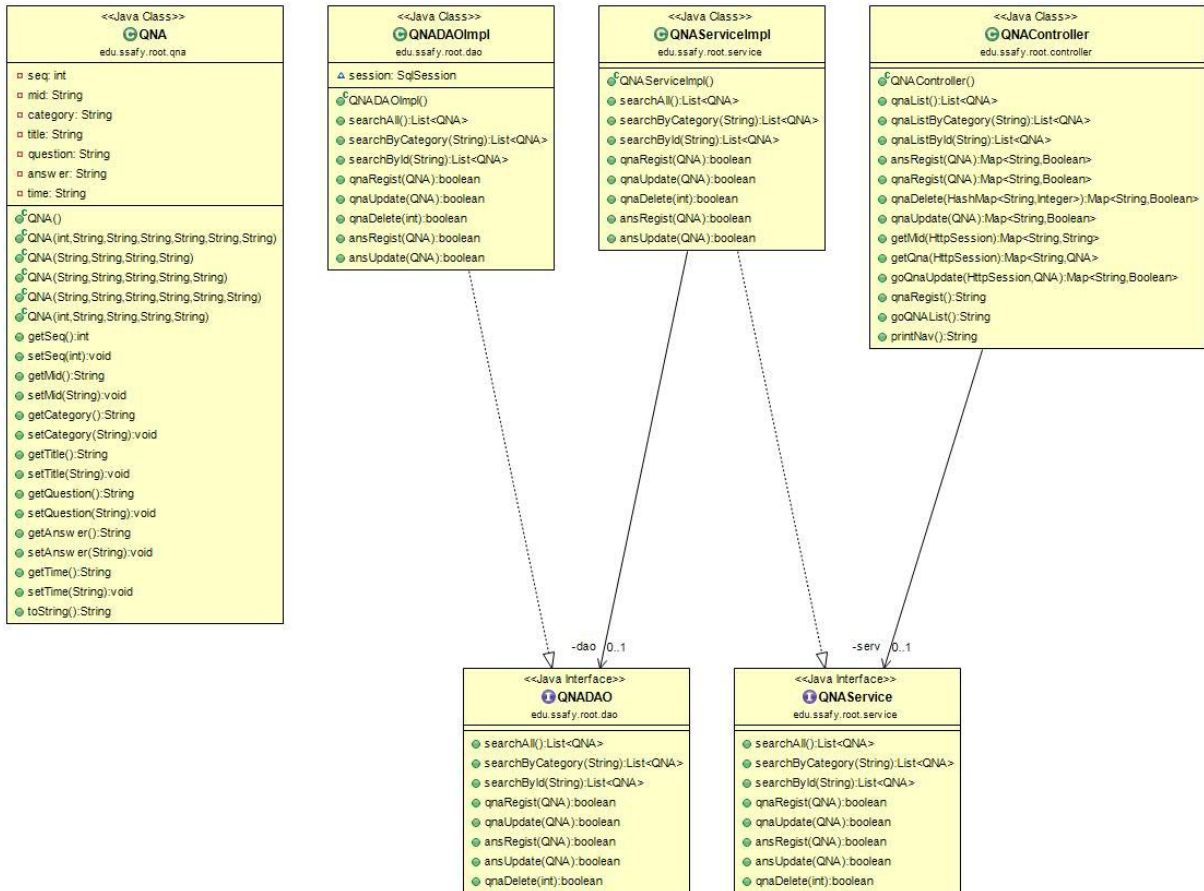 <<Java Class>>
QNA
edu.ssafy.root.qna
seq: int
mid: String
category: String
title: String
question: String
answer: String
time: String
QNA()
QNA(int,String,String,String,String,String,String)
QNA(String,String,String,String)
QNA(String,String,String,String,String)
QNA(String,String,String,String,String,String)
QNA(int,String,String,String,String)
getSeq():int
setSeq(int):void
getMid():String
setMid(String):void
getCategory():String
setCategory(String):void
getTitle():String
setTitle(String):void
getQuestion():String
setQuestion(String):void
getAnswer():String
setAnswer(String):void
getTime():String
setTime(String):void
toString():String
<<Java Class>>
QNADAOImpl
edu.ssafy.root.dao
session: SqlSession
QNADAOImpl()
searchAll():List<QNA>
searchByCategory(String):List<QNA>
searchById(String):List<QNA>
qnaRegist(QNA):boolean
qnaUpdate(QNA):boolean
qnaDelete(int):boolean
ansRegist(QNA):boolean
ansUpdate(QNA):boolean
<<Java Class>>
QNAServiceImpl
edu.ssafy.root.service
QNAServiceImpl()
searchAll():List<QNA>
searchByCategory(String):List<QNA>
searchById(String):List<QNA>
qnaRegist(QNA):boolean
qnaUpdate(QNA):boolean
qnaDelete(int):boolean
ansRegist(QNA):boolean
ansUpdate(QNA):boolean
<<Java Class>>
QNAController
edu.ssafy.root.controller
QNAController()
qnaList():List<QNA>
qnaListByCategory(String):List<QNA>
qnaListById(String):List<QNA>
ansRegist(QNA):Map<String,Boolean>
qnaRegist(QNA):Map<String,Boolean>
qnaDelete(HashMap<String,Integer>):Map<String,Boolean>
qnaUpdate(QNA):Map<String,Boolean>
getMid(HttpSession):Map<String,String>
getQna(HttpSession):Map<String,QNA>
goQnaUpdate(HttpSession,QNA):Map<String,Boolean>
qnaRegist():String
goQNAList():String
printNav():String
-dao 0..1
-serv 0..1
<<Java Interface>>
QNADAO
edu.ssafy.root.dao
searchAll():List<QNA>
searchByCategory(String):List<QNA>
searchById(String):List<QNA>
qnaRegist(QNA):boolean
qnaUpdate(QNA):boolean
ansRegist(QNA):boolean
ansUpdate(QNA):boolean
qnaDelete(int):boolean
<<Java Interface>>
QNAService
edu.ssafy.root.service
searchAll():List<QNA>
searchByCategory(String):List<QNA>
searchById(String):List<QNA>
qnaRegist(QNA):boolean
qnaUpdate(QNA):boolean
ansRegist(QNA):boolean
ansUpdate(QNA):boolean
qnaDelete(int):boolean